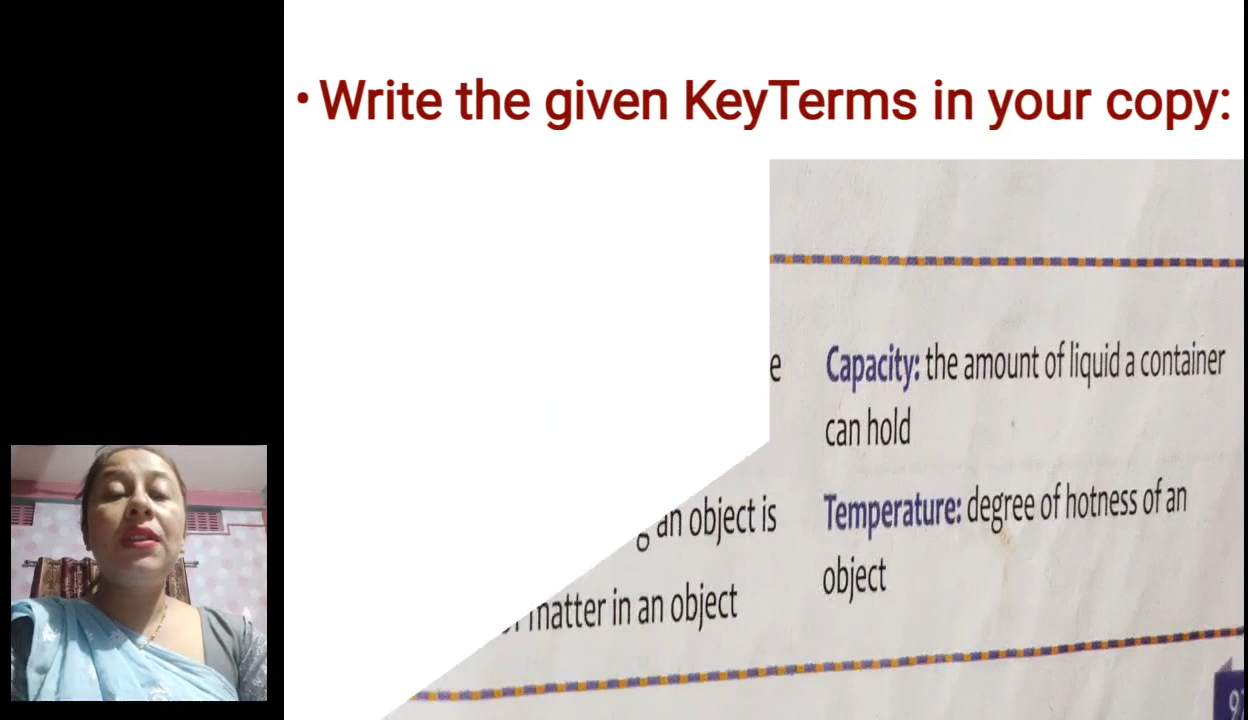 • Write the given KeyTerms in your copy:
Capacity: the amount of liquid a container
can hold
an object is
matter in an object
Temperature: degree of hotness of an
object